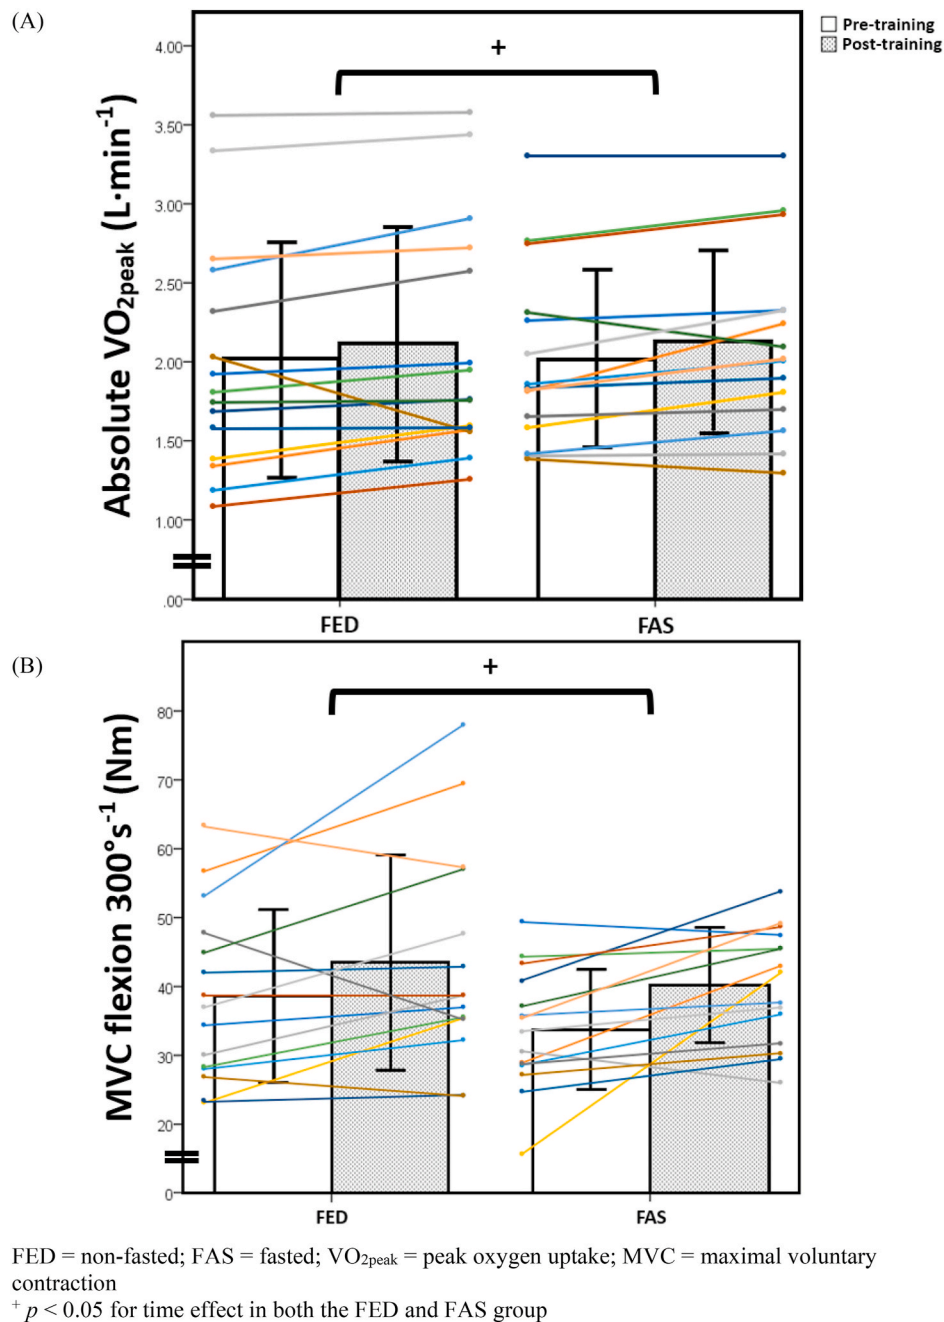 (A)
Pre-training
Post-training
+
Absolute VO2peak (L·min-1)
4.00
3.50
3.00
2.50
2.00
1.50
1.00
.00
FED FAS
(B)
+
MVC flexion 300°s-1 (Nm)
80
70
60
50
40
30
20
0
FED FAS
FED = non-fasted; FAS = fasted; VO2peak = peak oxygen uptake; MVC = maximal voluntary
contraction
+ p < 0.05 for time effect in both the FED and FAS group